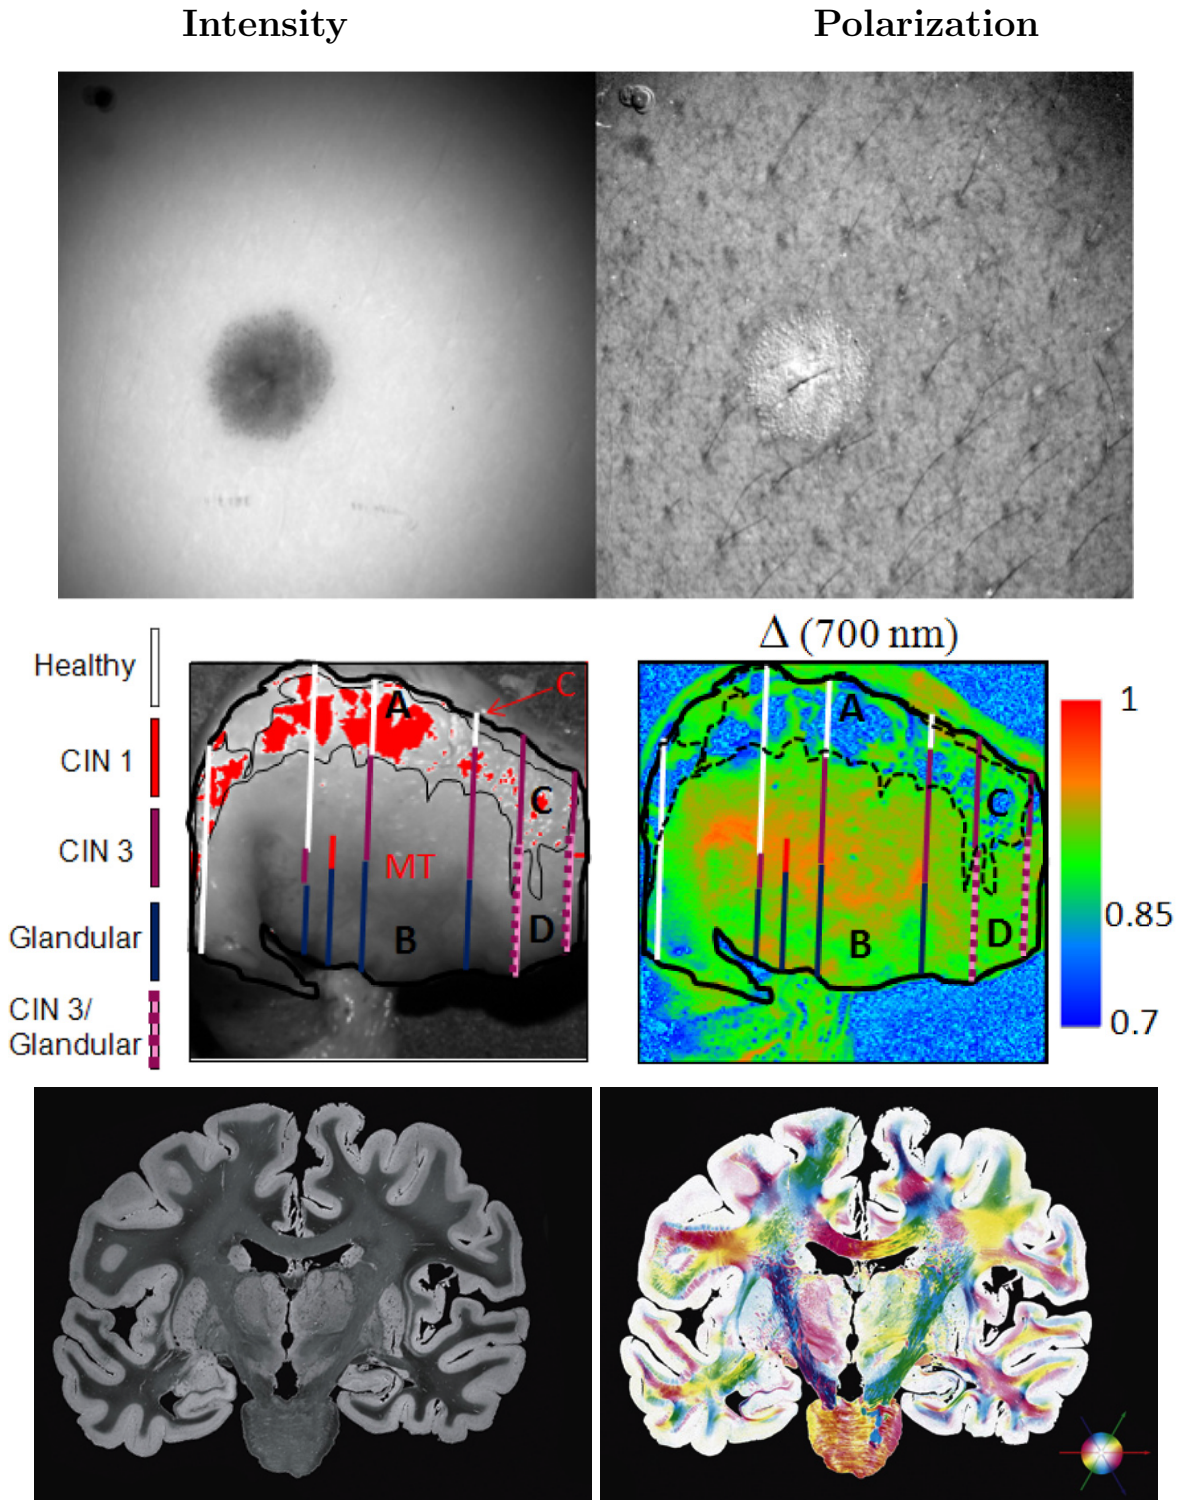 Intensity
Polarization
Δ (700 nm)
Healthy
CIN 1
CIN 3
Glandular
CIN 3/
Glandular
A
C
C
MT
B
D
A
C
B
D
1
0.85
0.7